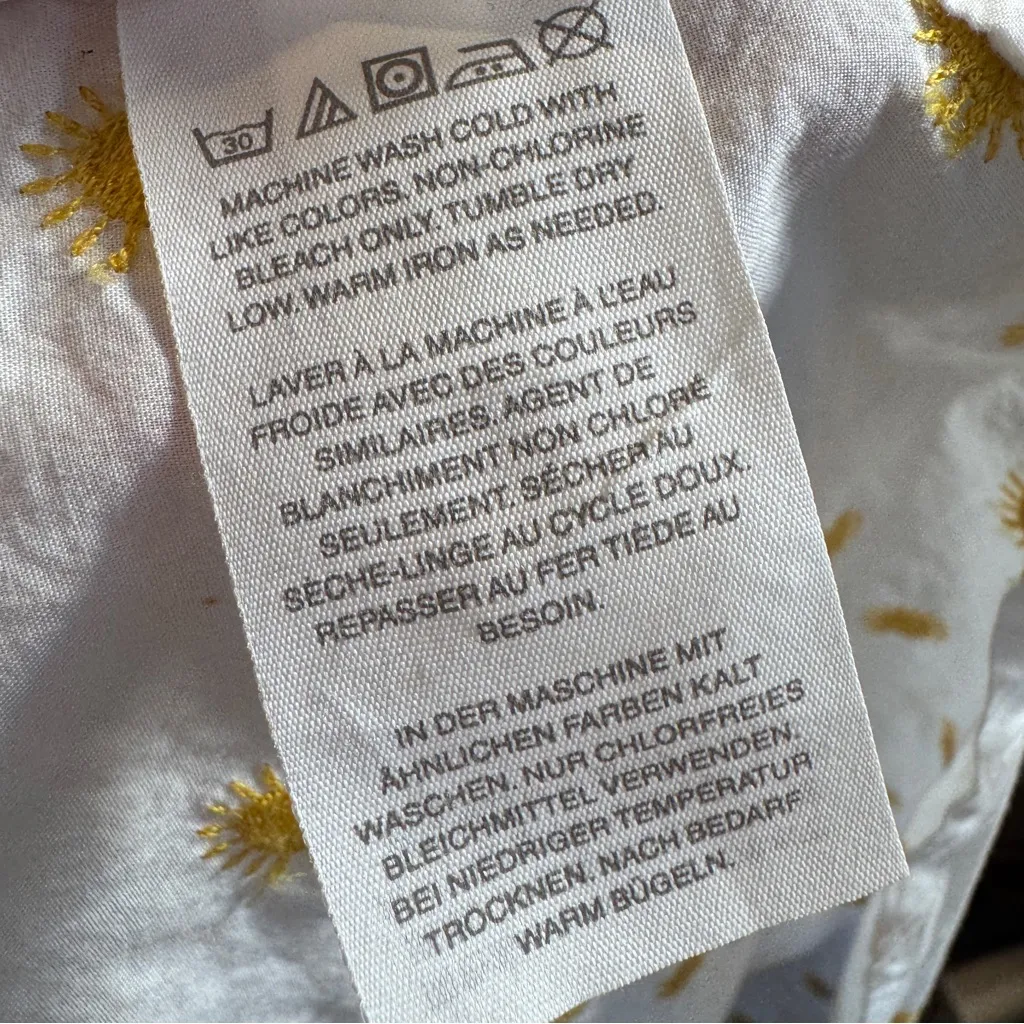 30
MACHINE WASH COLD WITH
LIKE COLORS. NON-CHLORINE
BLEACH ONLY. TUMBLE DRY
LOW. WARM IRON AS NEEDED.
LAVER À LA MACHINE À L'EAU
FROIDE AVEC DES COULEURS
SIMILAIRES. AGENT DE
BLANCHIMENT NON CHLORÉ
SEULEMENT. SÉCHER AU
SÈCHE-LINGE AU CYCLE DOUX.
REPASSER AU FER TIÈDE AU
BESOIN.
IN DER MASCHINE MIT
ÄHNLICHEN FARBEN KALT
WASCHEN. NUR CHLORFREIES
BLEICHMITTEL VERWENDEN.
BEI NIEDRIGER TEMPERATUR
TROCKNEN. NACH BEDARF
WARM BÜGELN.